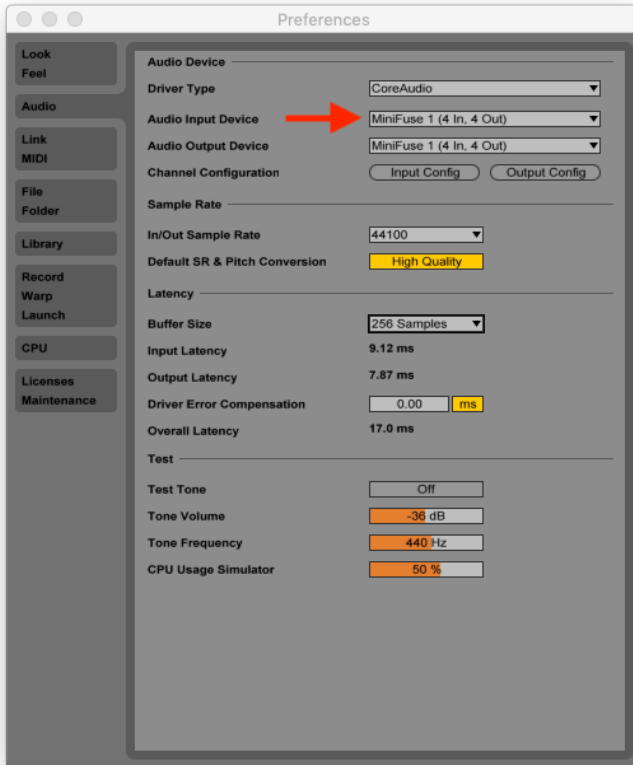 Preferences
Look
Feel
Audio
Link
MIDI
File
Folder
Library
Record
Warp
Launch
CPU
Licenses
Maintenance
Audio Device
Driver Type CoreAudio
Audio Input Device MiniFuse 1 (4 In, 4 Out)
Audio Output Device MiniFuse 1 (4 In, 4 Out)
Channel Configuration Input Config Output Config
Sample Rate
In/Out Sample Rate 44100
Default SR & Pitch Conversion High Quality
Latency
Buffer Size 256 Samples
Input Latency 9.12 ms
Output Latency 7.87 ms
Driver Error Compensation 0.00 ms
Overall Latency 17.0 ms
Test
Test Tone Off
Tone Volume -36 dB
Tone Frequency 440 Hz
CPU Usage Simulator 50 %